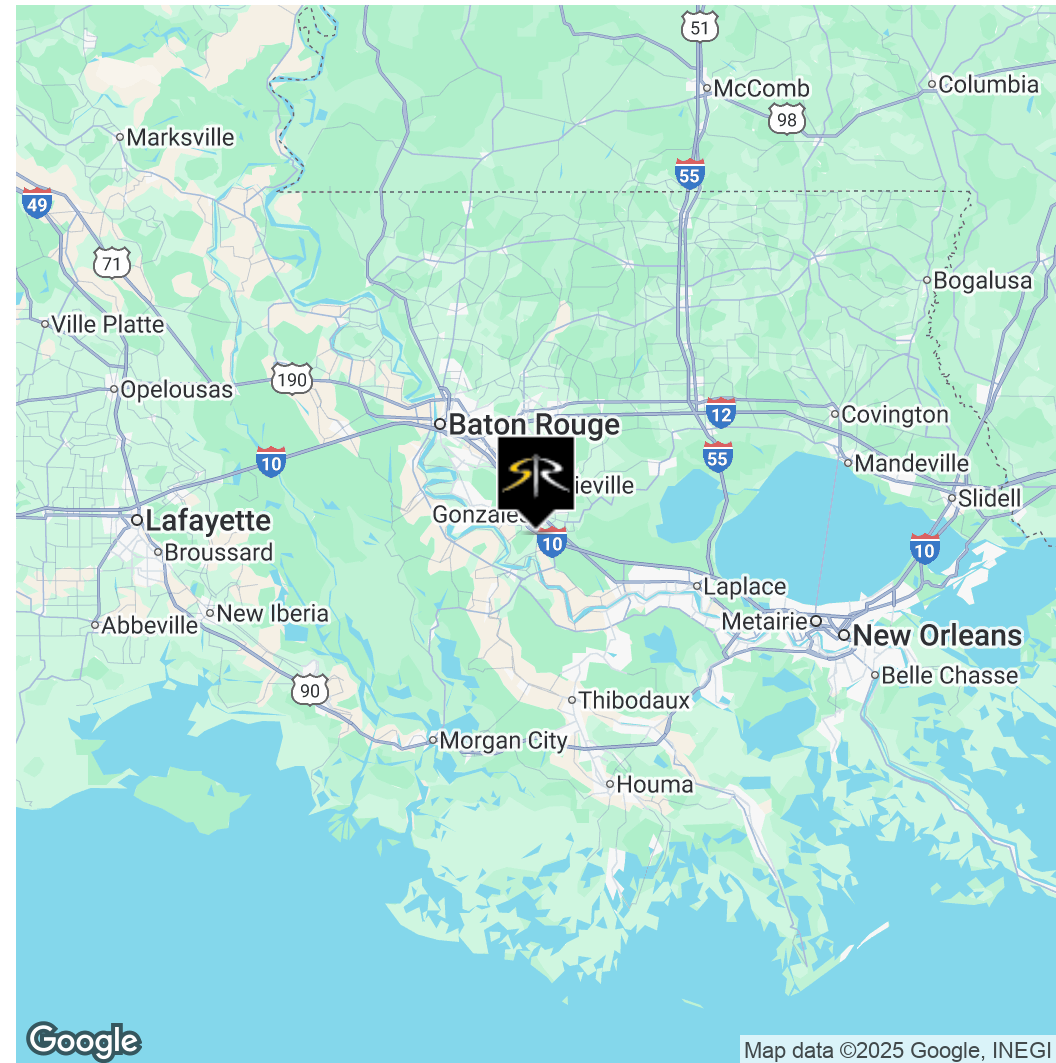 51
McComb
Columbia
98
Marksville
55
49
71
Bogalusa
Ville Platte
190
Opelousas
12
Covington
Baton Rouge
55
10
Mandeville
SR
ieville
Slidell
Gonzales
Lafayette
10
10
Broussard
Laplace
New Iberia
Abbeville
Metairie
New Orleans
Belle Chasse
90
Thibodaux
Morgan City
Houma
Google
Map data ©2025 Google, INEGI